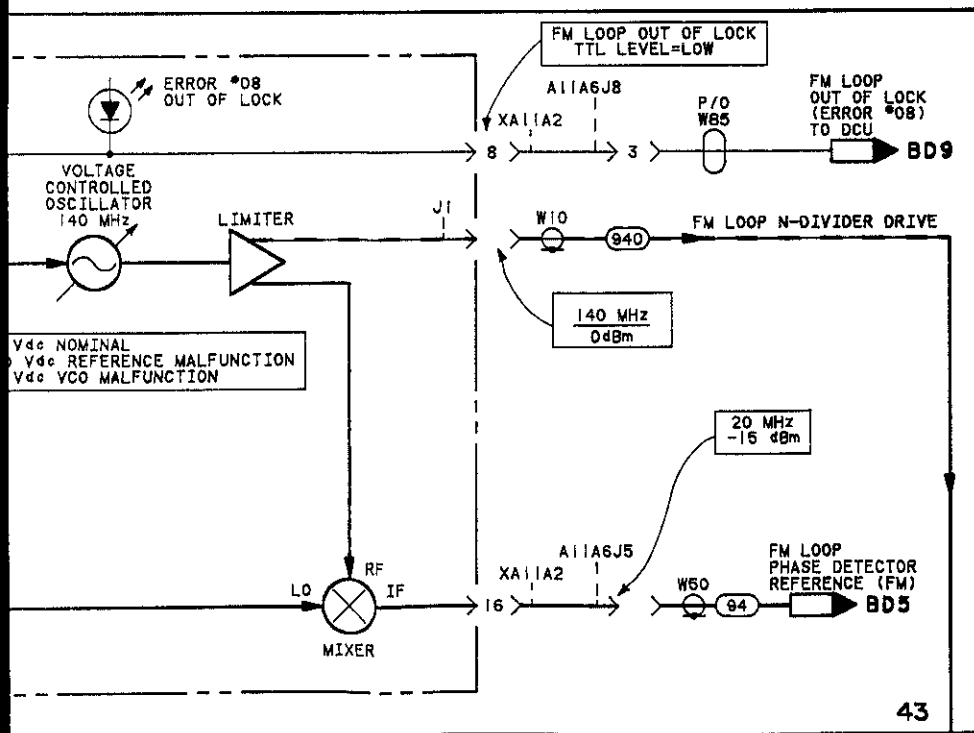 FM LOOP OUT OF LOCK
TTL LEVEL=LOW
ERROR #08
OUT OF LOCK
A11A6J8
XA11A2
P/O
W85
FM LOOP
OUT OF LOCK
(ERROR #08)
TO DCU
8
3
BD9
VOLTAGE
CONTROLLED
OSCILLATOR
140 MHz
LIMITER
J1
W10
940
FM LOOP N-DIVIDER DRIVE
140 MHz
0dBm
Vdc NOMINAL
Vdc REFERENCE MALFUNCTION
Vdc VCO MALFUNCTION
20 MHz
-15 dBm
LO
RF
IF
MIXER
XA11A2
A11A6J5
16
W60
94
FM LOOP
PHASE DETECTOR
REFERENCE (FM)
BD5
43